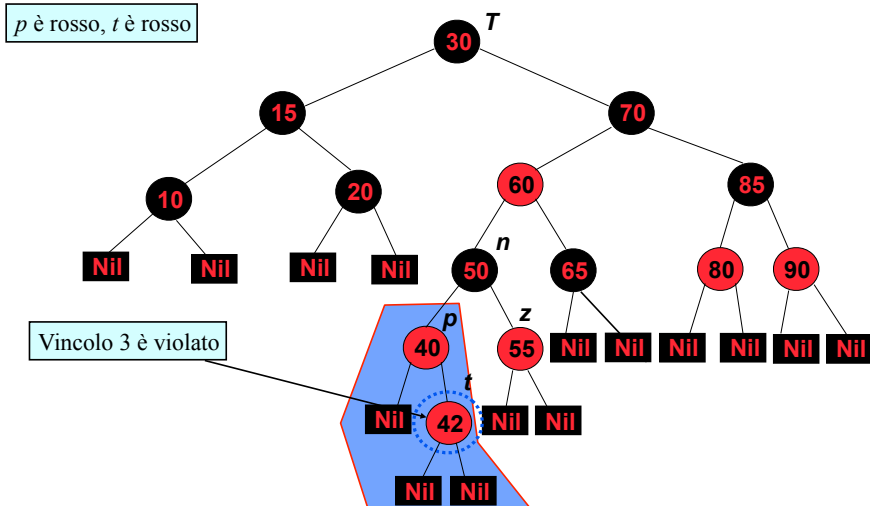 p è rosso, t è rosso
T
30
15
70
10
20
60
85
Nil
Nil
Nil
Nil
n
50
65
80
90
p
40
z
55
Nil
Nil
Nil
Nil
Nil
Nil
Vincolo 3 è violato
t
Nil
42
Nil
Nil
Nil
Nil